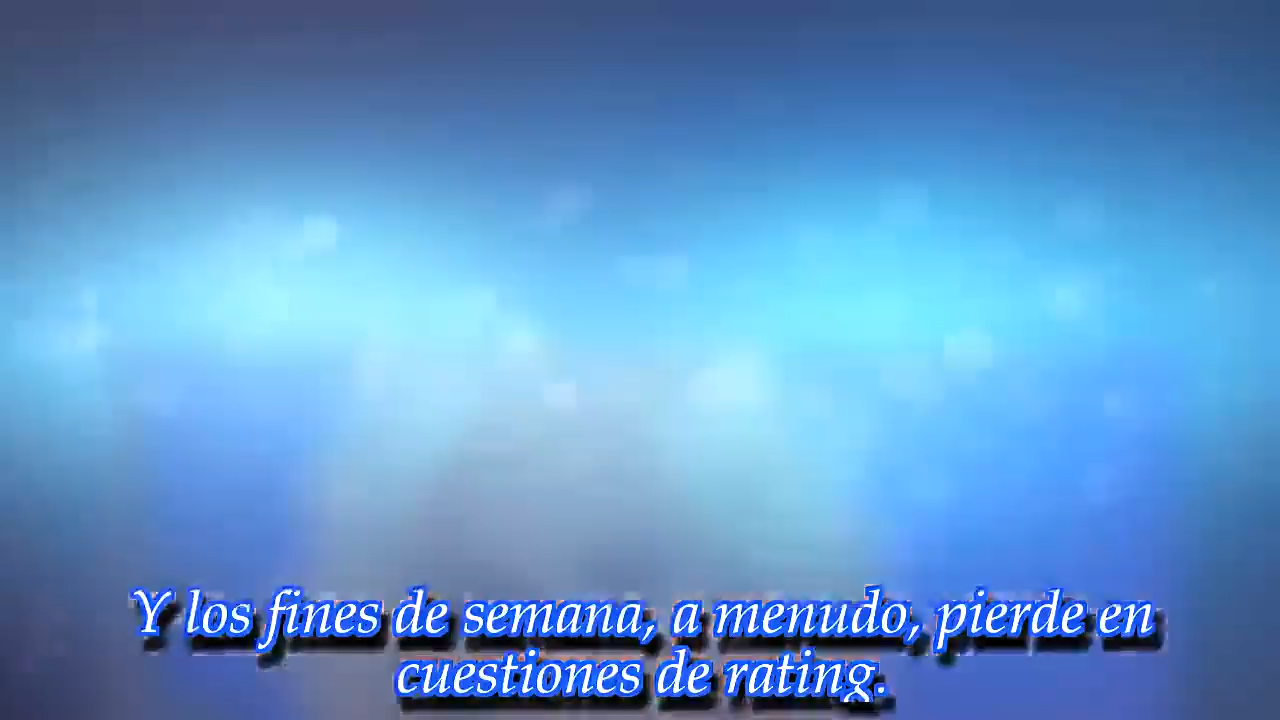 Y los fines de semana, a menudo, pierde en
cuestiones de rating.